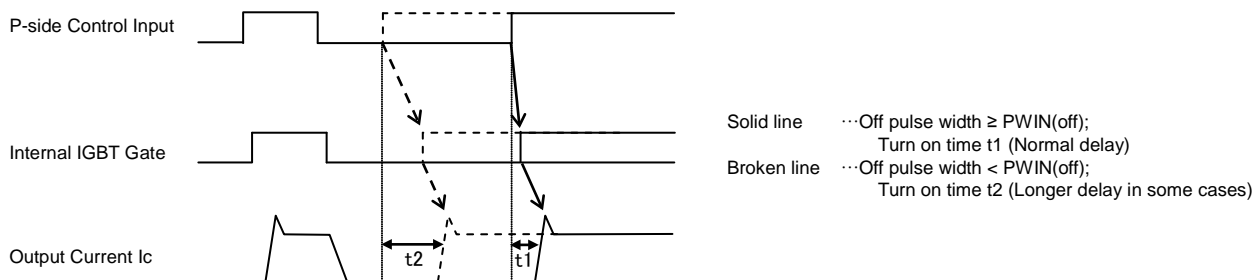 P-side Control Input
Internal IGBT Gate
Output Current Ic
t2
t1
Solid line ⋯Off pulse width ≥ PWIN(off);
Turn on time t1 (Normal delay)
Broken line ⋯Off pulse width < PWIN(off);
Turn on time t2 (Longer delay in some cases)